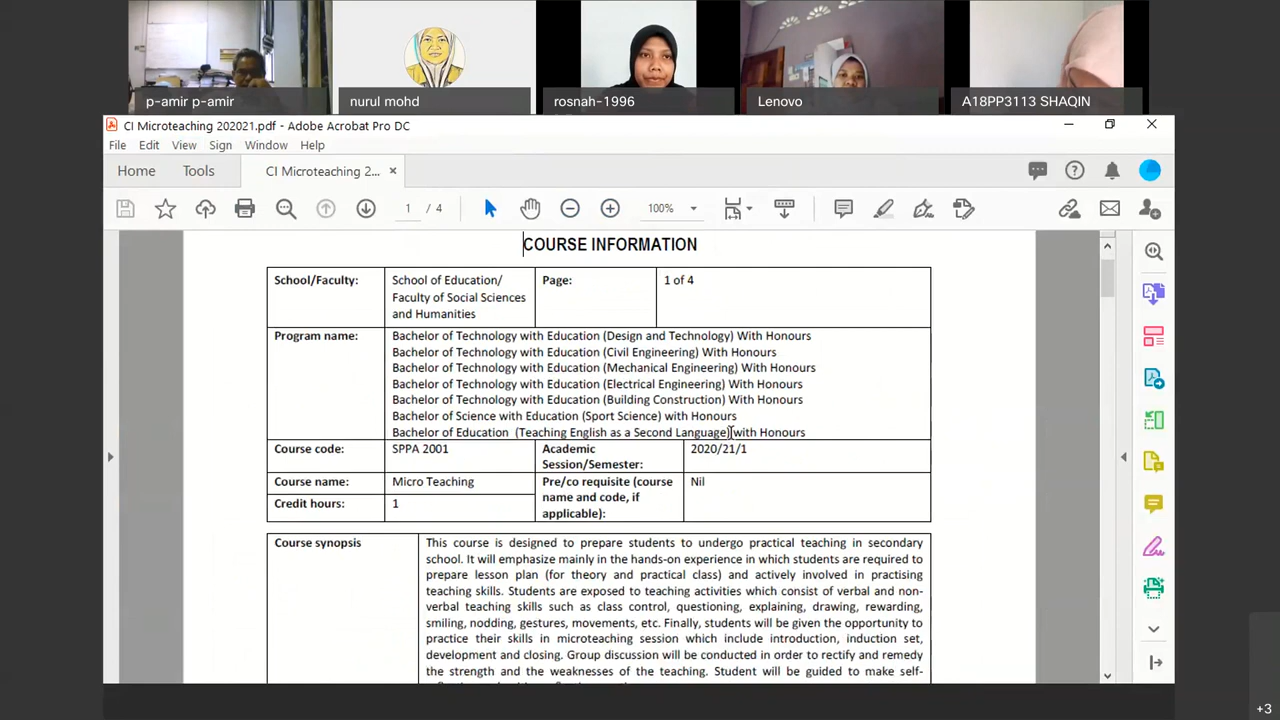 p-amir p-amir
nurul mohd
rosnah-1996
Lenovo
A18PP3113 SHAQIN
CI Microteaching 202021.pdf - Adobe Acrobat Pro DC
File Edit View Sign Window Help
Home Tools CI Microteaching 2... ×
1 / 4 100%
COURSE INFORMATION
School/Faculty: School of Education/ Page: 1 of 4
Faculty of Social Sciences
and Humanities
Program name: Bachelor of Technology with Education (Design and Technology) With Honours
Bachelor of Technology with Education (Civil Engineering) With Honours
Bachelor of Technology with Education (Mechanical Engineering) With Honours
Bachelor of Technology with Education (Electrical Engineering) With Honours
Bachelor of Technology with Education (Building Construction) With Honours
Bachelor of Science with Education (Sport Science) with Honours
Bachelor of Education (Teaching English as a Second Language) with Honours
Course code: SPPA 2001 Academic 2020/21/1
Session/Semester:
Course name: Micro Teaching Pre/co requisite (course Nil
name and code, if
Credit hours: 1
applicable):
Course synopsis This course is designed to prepare students to undergo practical teaching in secondary
school. It will emphasize mainly in the hands-on experience in which students are required to
prepare lesson plan (for theory and practical class) and actively involved in practising
teaching skills. Students are exposed to teaching activities which consist of verbal and non-
verbal teaching skills such as class control, questioning, explaining, drawing, rewarding,
smiling, nodding, gestures, movements, etc. Finally, students will be given the opportunity to
practice their skills in microteaching session which include introduction, induction set,
development and closing. Group discussion will be conducted in order to rectify and remedy
the strength and the weaknesses of the teaching. Student will be guided to make self-
+3